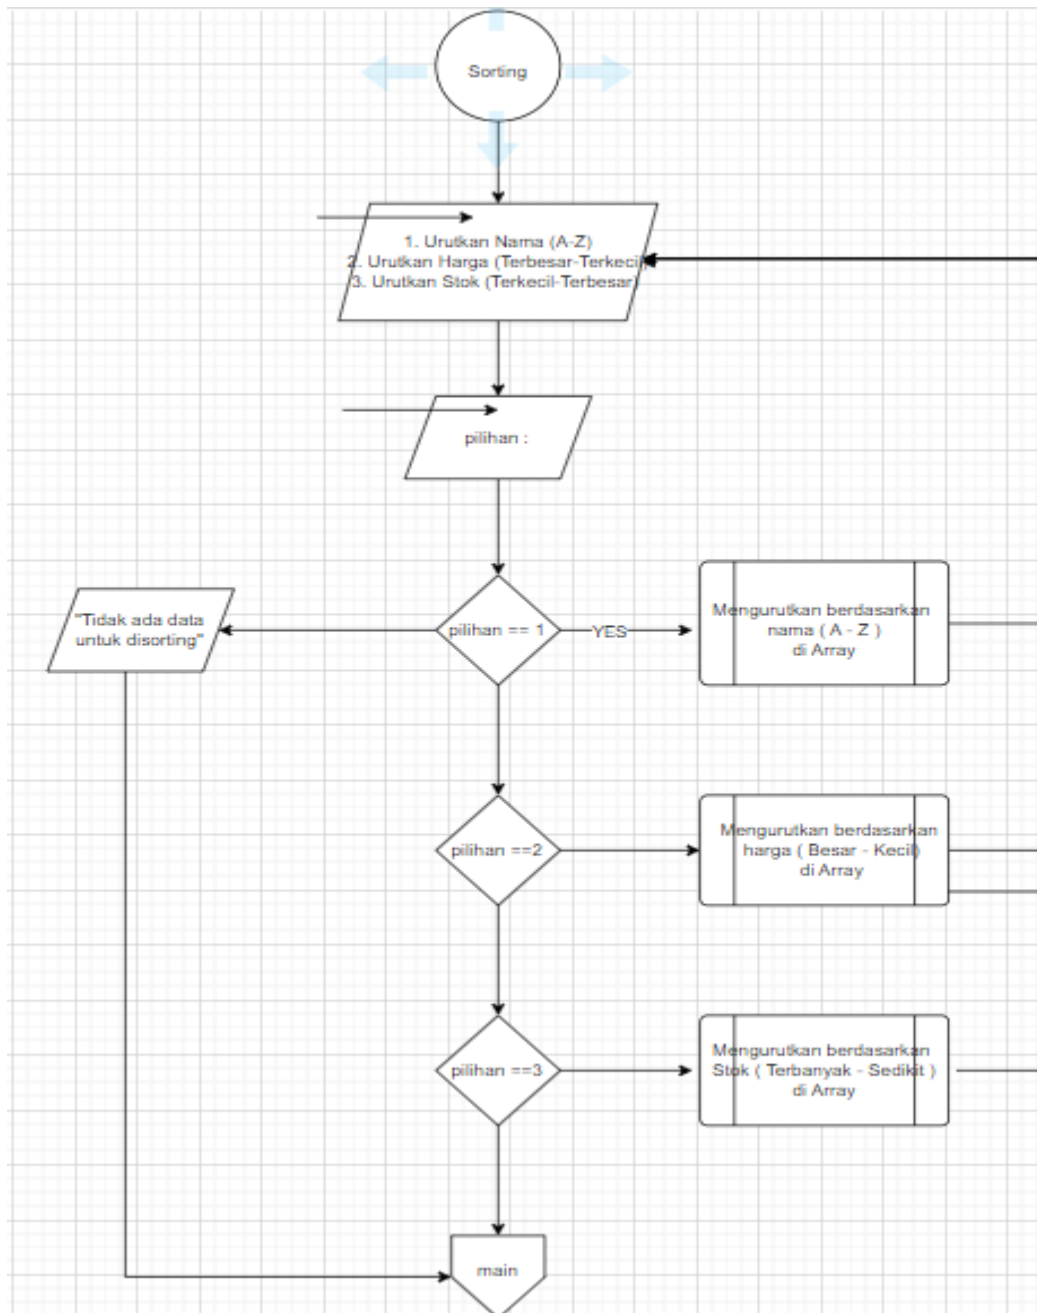 Sorting
1. Urutkan Nama (A-Z)
2. Urutkan Harga (Terbesar-Terkecil)
3. Urutkan Stok (Terkecil-Terbesar)
pilihan :
"Tidak ada data
untuk disorting"
pilihan == 1
YES
Mengurutkan berdasarkan
nama ( A - Z )
di Array
pilihan ==2
Mengurutkan berdasarkan
harga ( Besar - Kecil)
di Array
pilihan ==3
Mengurutkan berdasarkan
Stok ( Terbanyak - Sedikit )
di Array
main